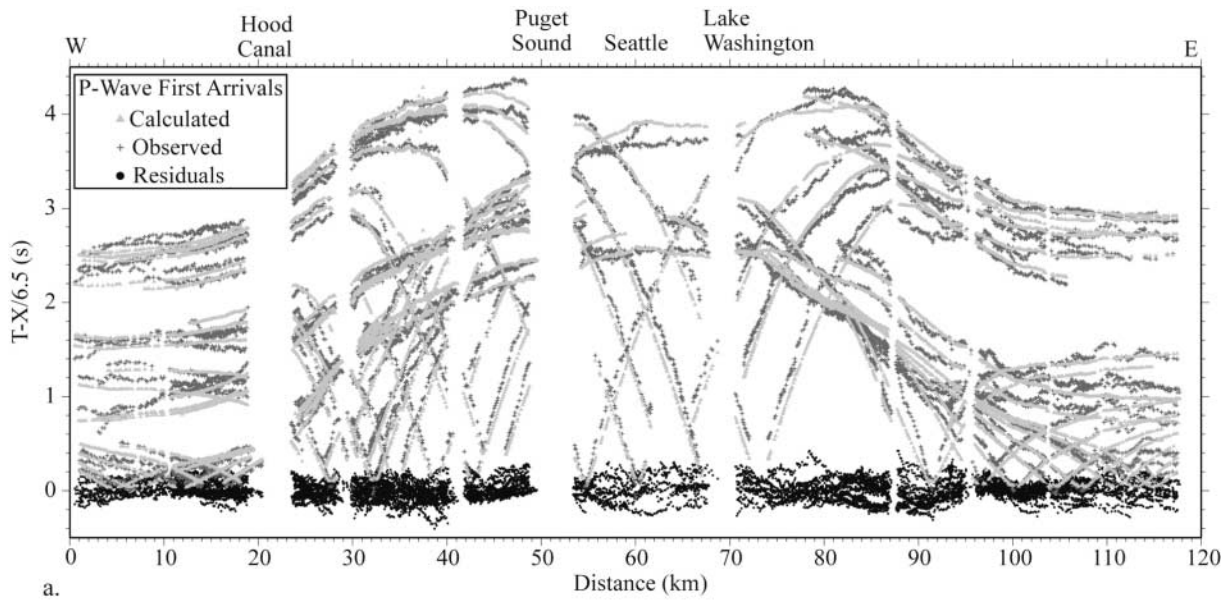 Hood
Canal
Puget
Sound
Seattle
Lake
Washington
W
E
P-Wave First Arrivals
Calculated
Observed
Residuals
T-X/6.5 (s)
4
3
2
1
0
0 10 20 30 40 50 60 70 80 90 100 110 120
Distance (km)
a.